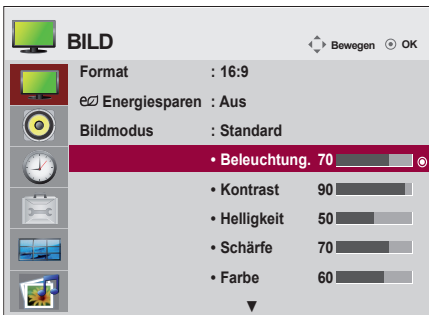 BILD
Bewegen OK
Format : 16:9
Energiesparen : Aus
Bildmodus : Standard
• Beleuchtung. 70
• Kontrast 90
• Helligkeit 50
• Schärfe 70
• Farbe 60
▼